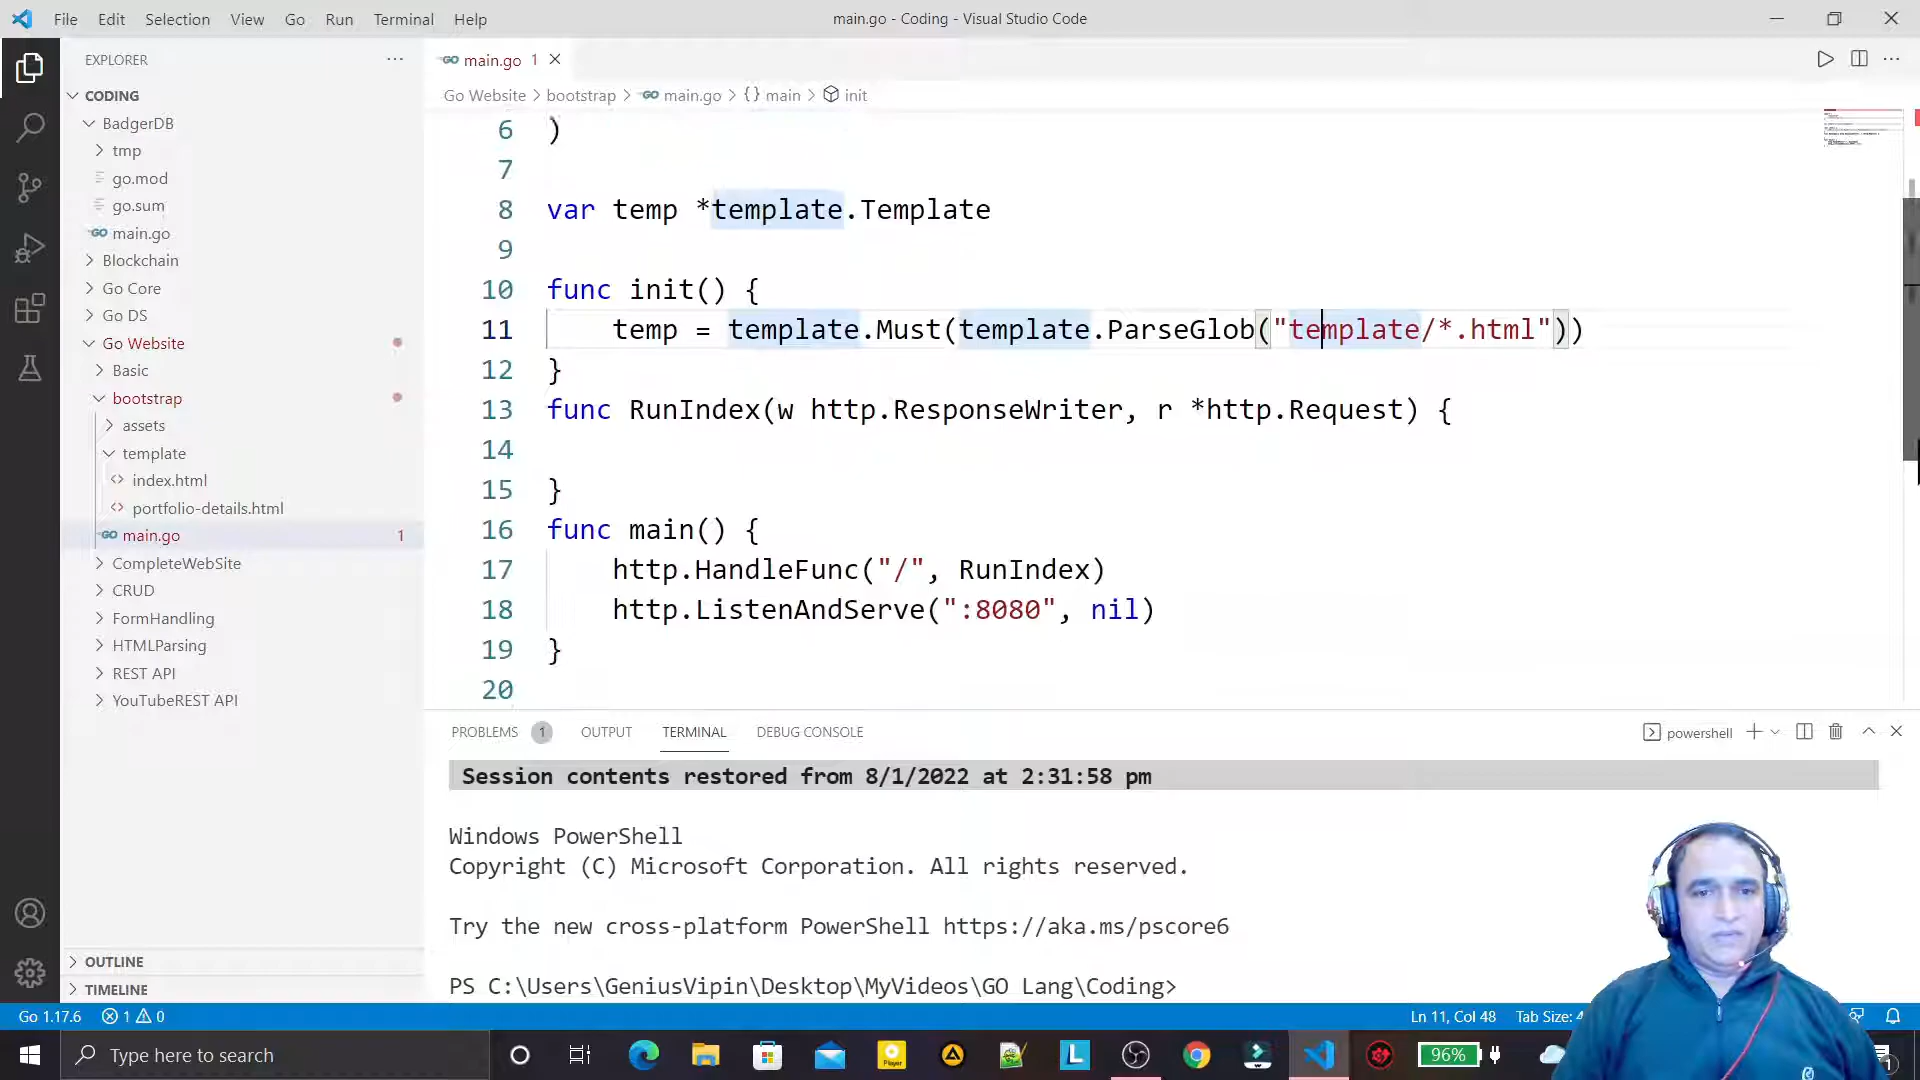 File Edit Selection View Go Run Terminal Help
main.go - Coding - Visual Studio Code
EXPLORER
CODING
BadgerDB
tmp
go.mod
go.sum
main.go
Blockchain
Go Core
Go DS
Go Website
Basic
bootstrap
assets
template
index.html
portfolio-details.html
main.go 1
CompleteWebSite
CRUD
FormHandling
HTMLParsing
REST API
YouTubeREST API
OUTLINE
TIMELINE
main.go 1
Go Website > bootstrap > main.go > {} main > init
6 )
7
8 var temp *template.Template
9
10 func init() {
11 temp = template.Must(template.ParseGlob("template/*.html"))
12 }
13 func RunIndex(w http.ResponseWriter, r *http.Request) {
14
15 }
16 func main() {
17 http.HandleFunc("/", RunIndex)
18 http.ListenAndServe(":8080", nil)
19 }
20
PROBLEMS 1 OUTPUT TERMINAL DEBUG CONSOLE
powershell
Session contents restored from 8/1/2022 at 2:31:58 pm
Windows PowerShell
Copyright (C) Microsoft Corporation. All rights reserved.
Try the new cross-platform PowerShell https://aka.ms/pscore6
PS C:\Users\GeniusVipin\Desktop\MyVideos\GO Lang\Coding>
Go 1.17.6 1 0
Ln 11, Col 48 Tab Size: 4
Type here to search
96%